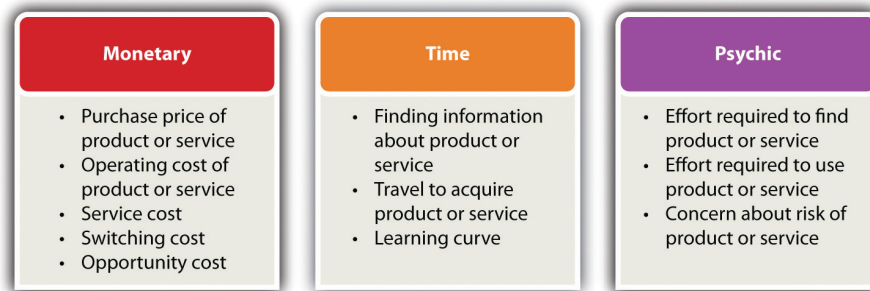 Monetary
• Purchase price of
product or service
• Operating cost of
product or service
• Service cost
• Switching cost
• Opportunity cost
Time
• Finding information
about product or
service
• Travel to acquire
product or service
• Learning curve
Psychic
• Effort required to find
product or service
• Effort required to use
product or service
• Concern about risk of
product or service